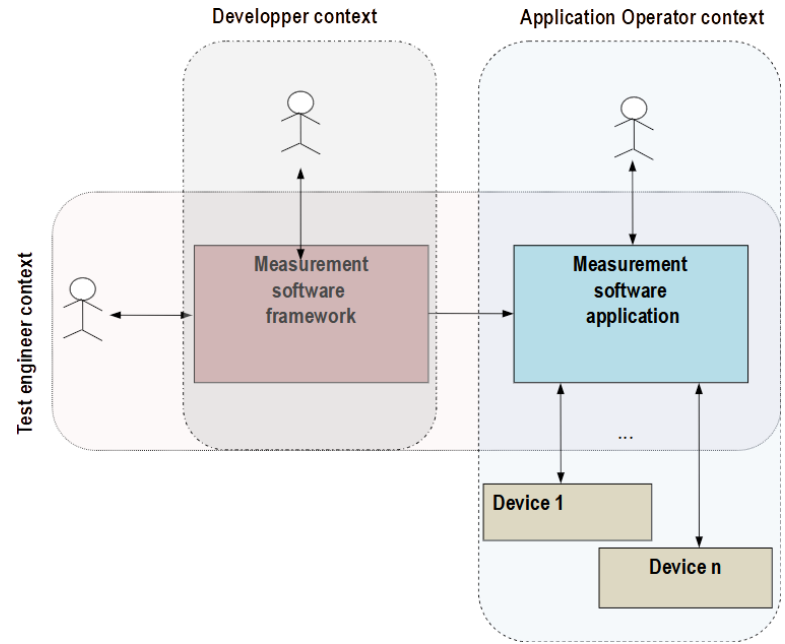 Developper context
Application Operator context
Test engineer context
Measurement
software
framework
Measurement
software
application
...
Device 1
Device n